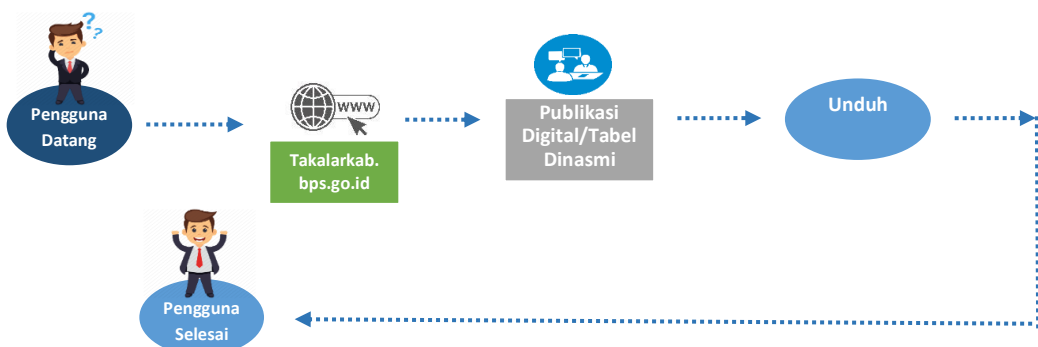 ??
Pengguna
Datang
WWW
Takalarkab.
bps.go.id
Publikasi
Digital/Tabel
Dinasmi
Unduh
Pengguna
Selesai